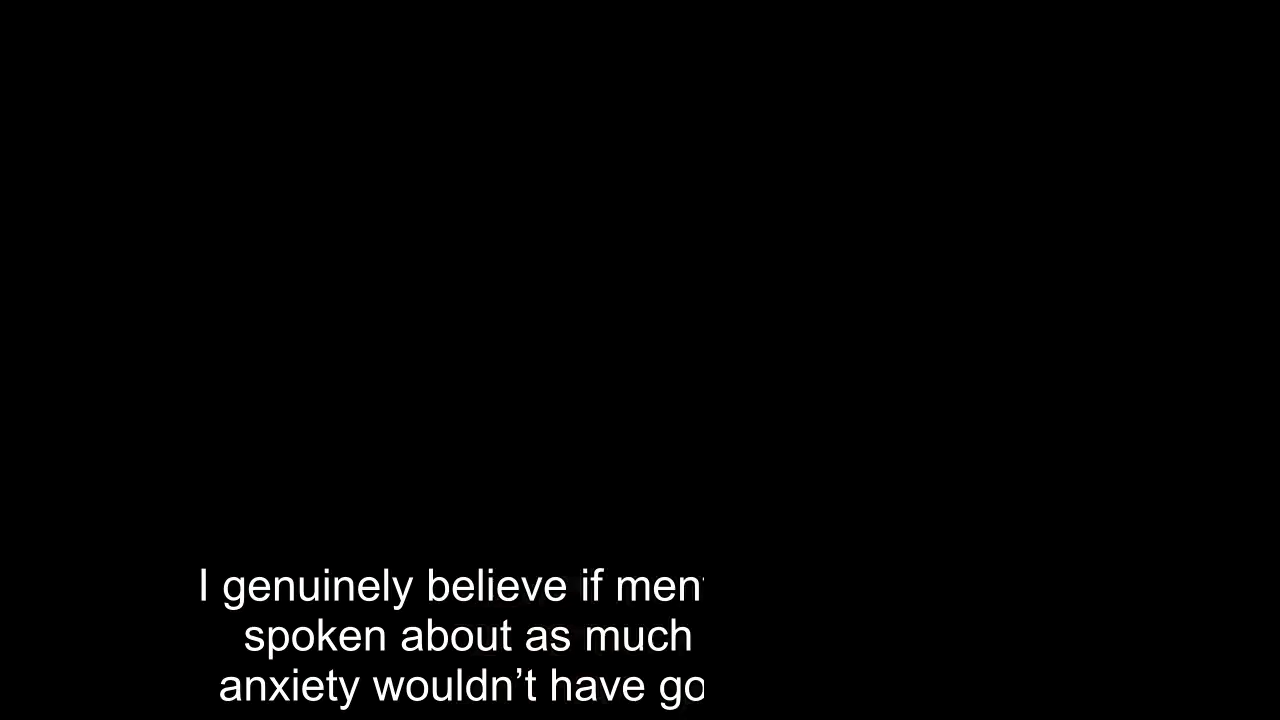 I genuinely believe if men
spoken about as much
anxiety wouldn’t have go